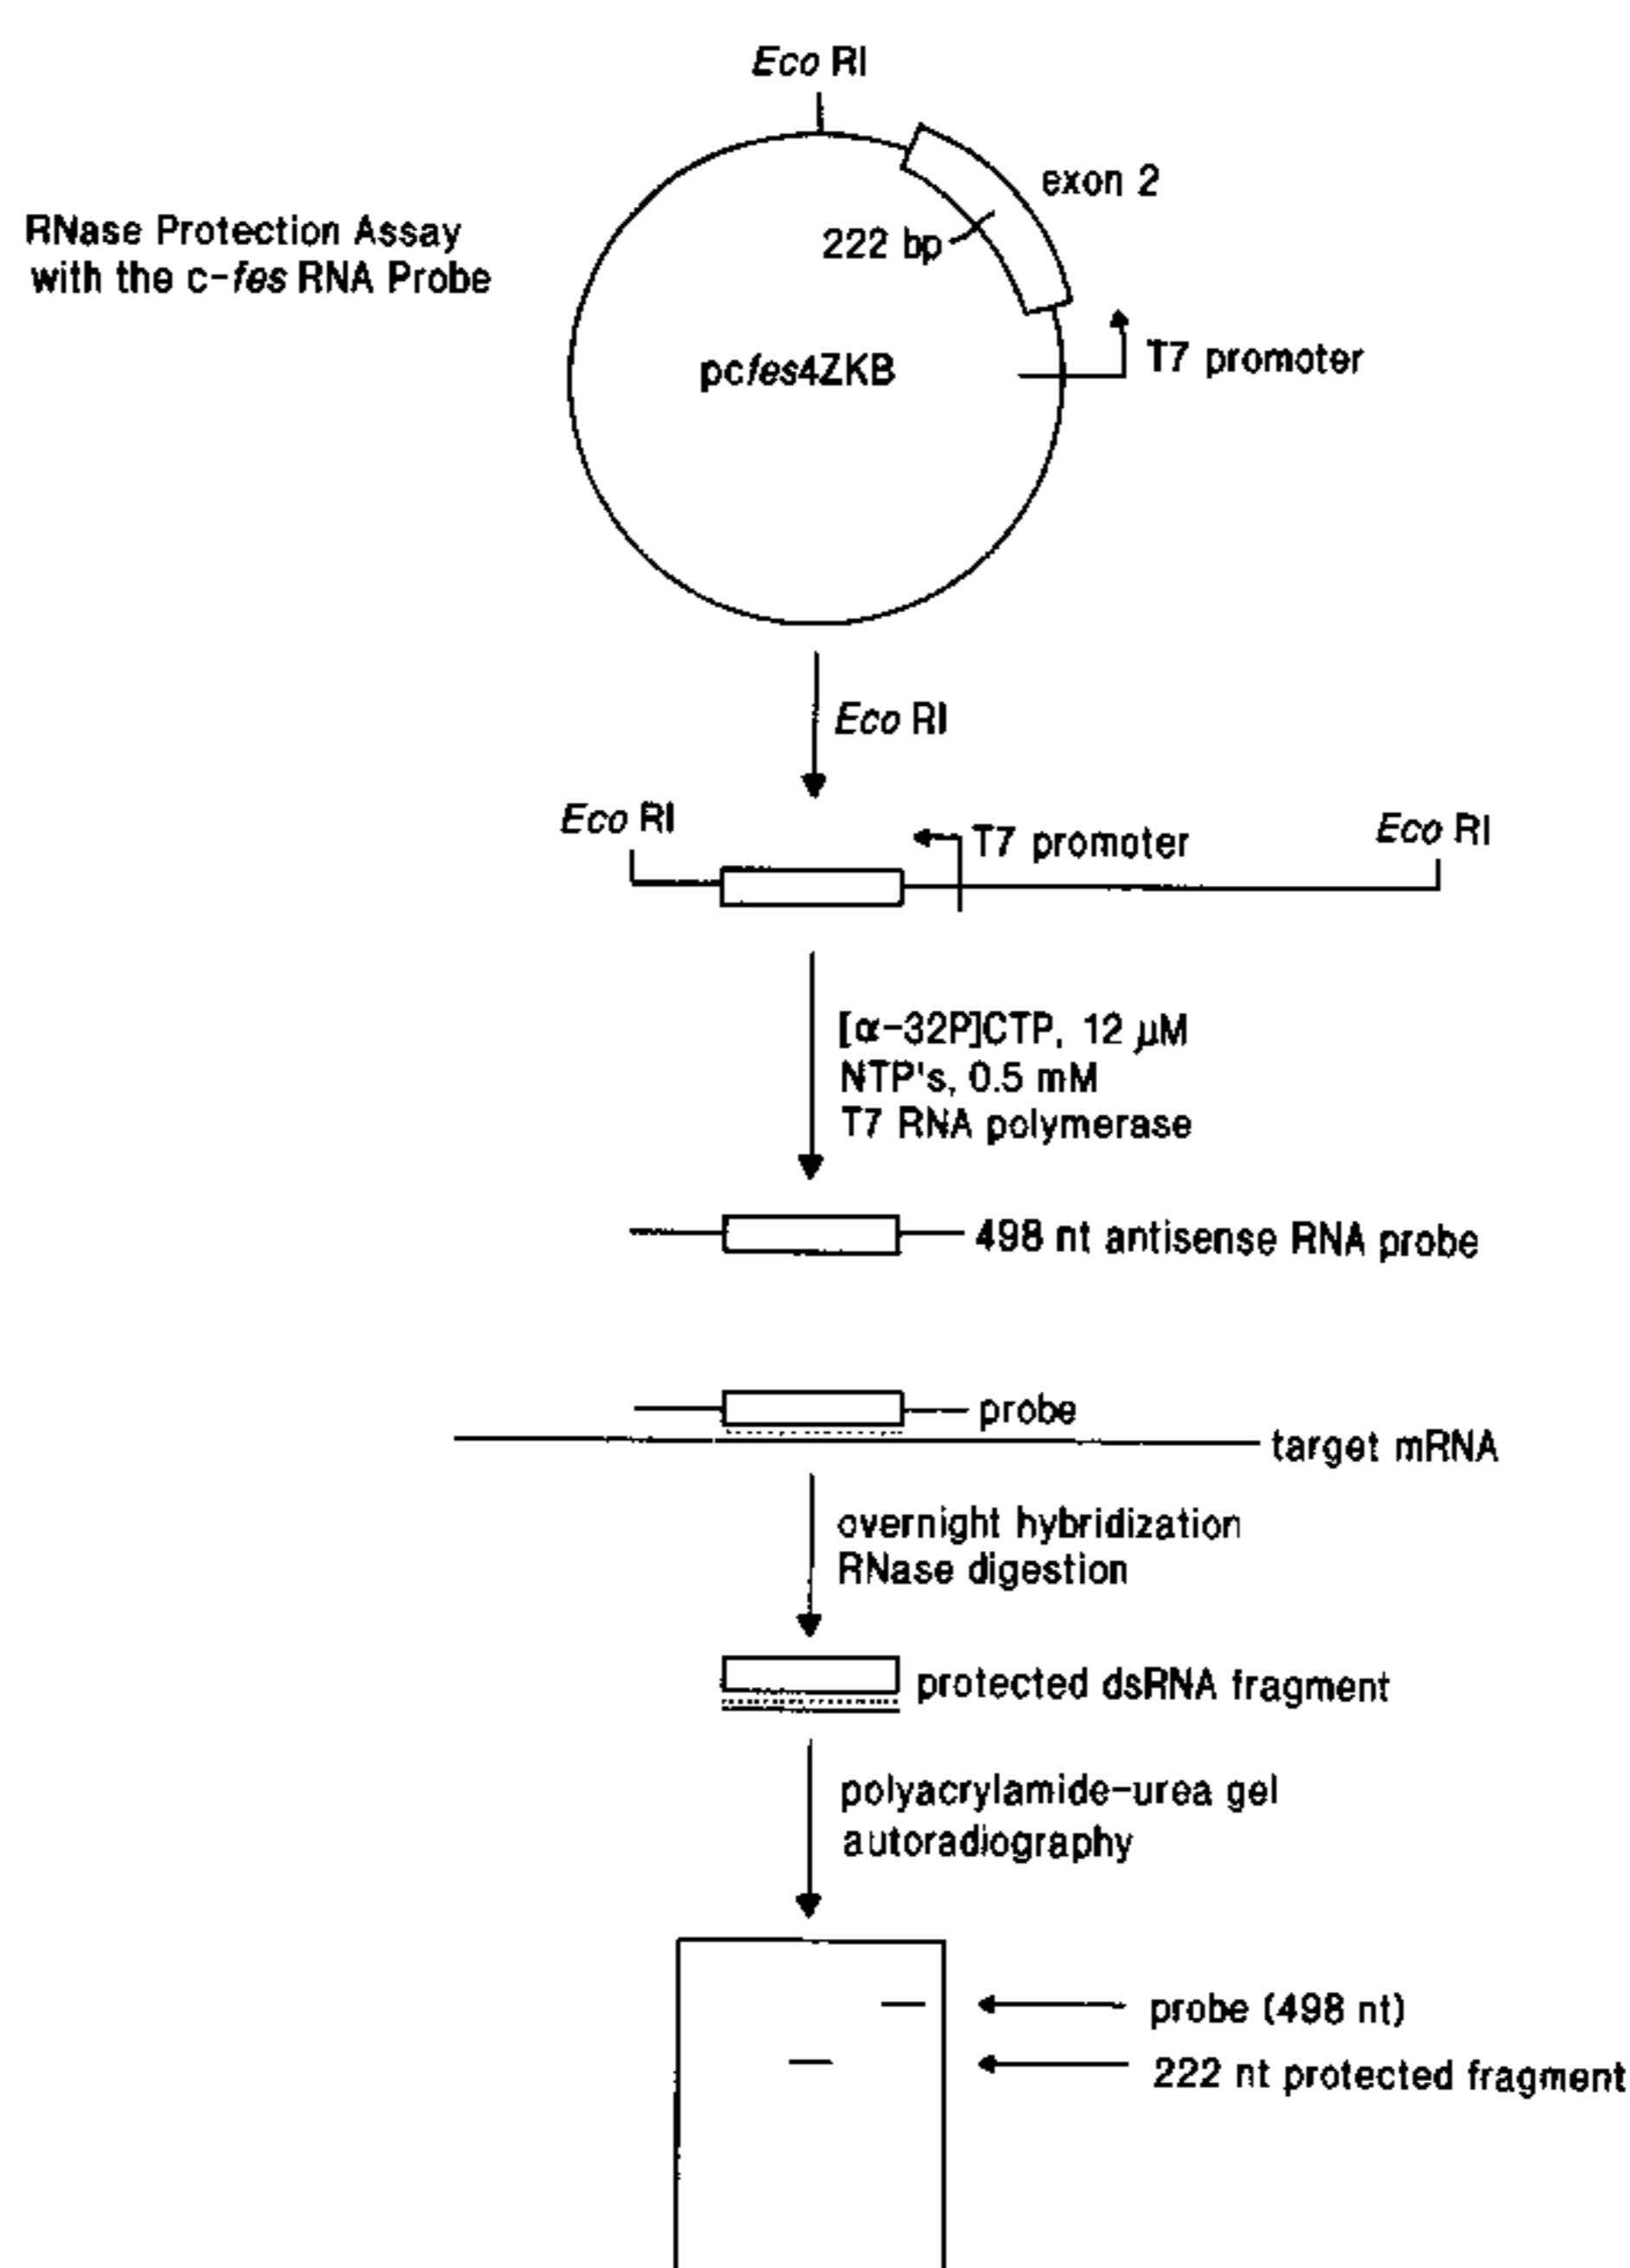 Eco RI
exon 2
RNase Protection Assay
with the c-fes RNA Probe
222 bp
pcfes4ZKB
T7 promoter
Eco RI
Eco RI
T7 promoter
Eco RI
[α-32P]CTP, 12 μM
NTP's, 0.5 mM
T7 RNA polymerase
498 nt antisense RNA probe
probe
target mRNA
overnight hybridization
RNase digestion
protected dsRNA fragment
polyacrylamide-urea gel
autoradiography
probe (498 nt)
222 nt protected fragment